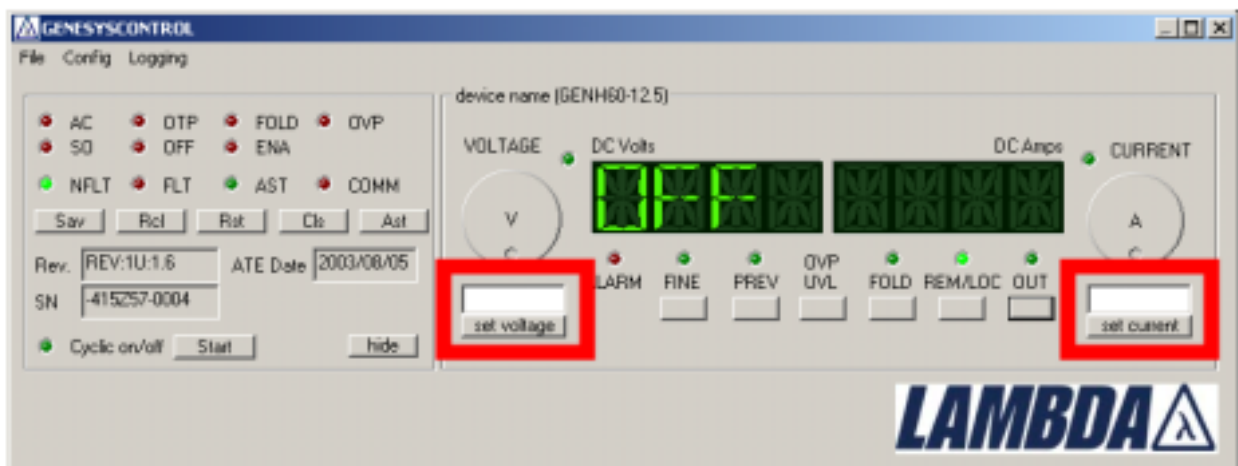 GENESYSCONTROL
File Config Logging
AC OTP FOLD OVP
SO OFF ENA
NFLT FLT AST COMM
Sav Rcl Rst Cls Ast
Rev. REV:1U:1.6 ATE Date 2003/08/05
SN -415Z57-0004
Cyclic on/off Start hide
device name (GENH60-12.5)
VOLTAGE DC Volts DC Amps CURRENT
OFF
V A
C C
ALARM FINE PREV OVP UVL FOLD REM/LOC OUT
set voltage set current
LAMBDA λ